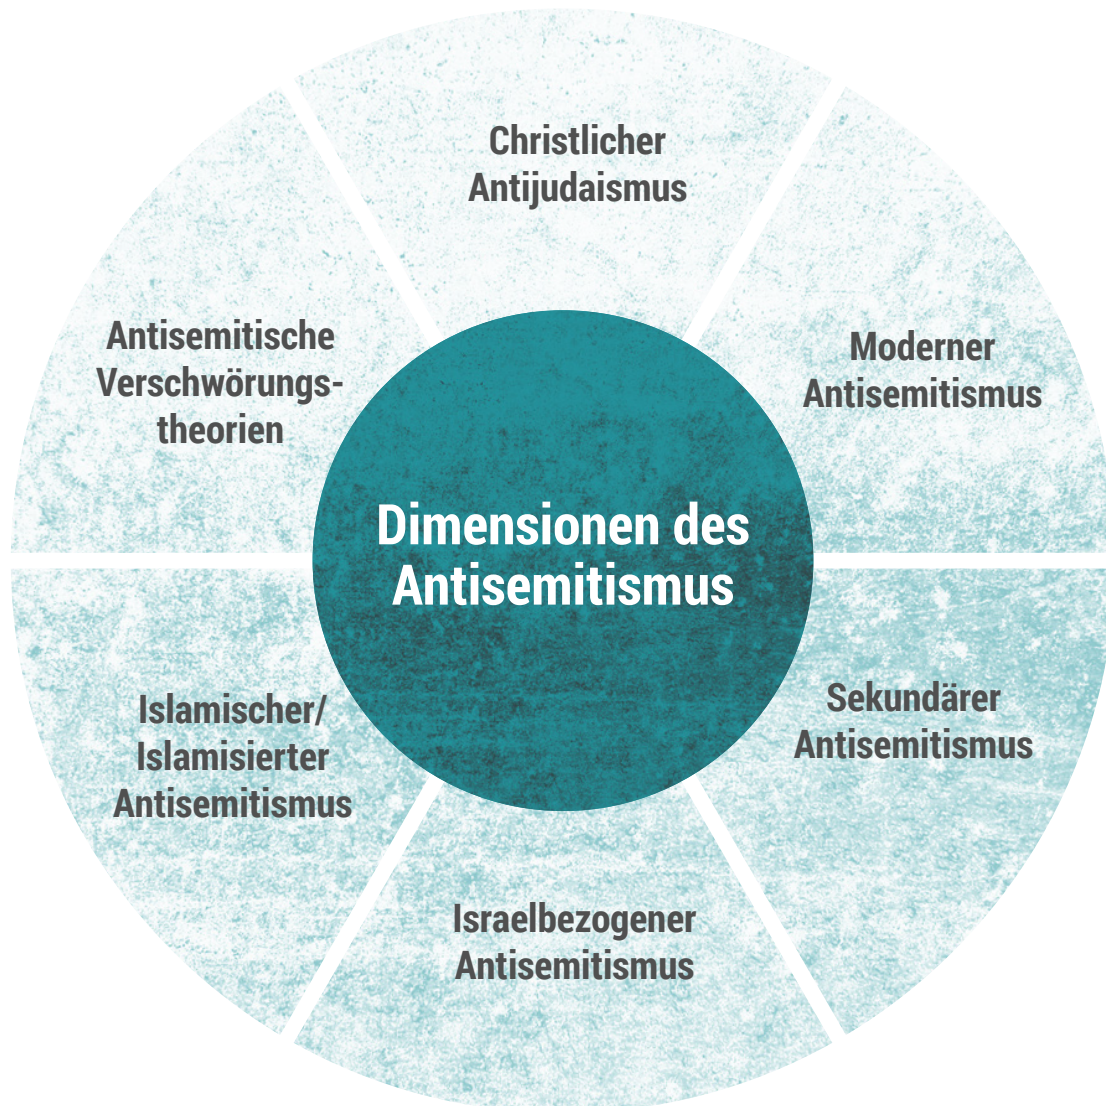 Christlicher
Antijudaismus
Moderner
Antisemitismus
Sekundärer
Antisemitismus
Israelbezogener
Antisemitismus
Islamischer/
Islamisierter
Antisemitismus
Antisemitische
Verschwörungs-
theorien
Dimensionen des
Antisemitismus